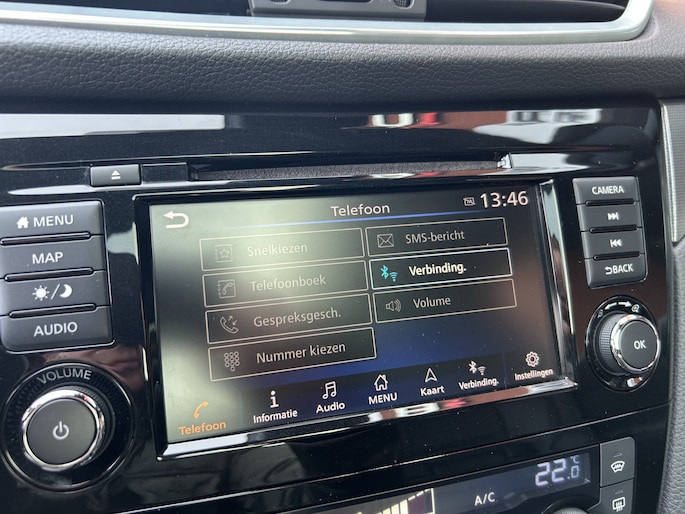 MENU
MAP
AUDIO
VOLUME
Telefoon
13:46
Snelkiezen
Telefoonboek
Gespreksgesch.
Nummer kiezen
SMS-bericht
Verbinding.
Volume
Telefoon
Informatie
Audio
MENU
Kaart
Verbinding.
Instellingen
CAMERA
BACK
OK
A/C
22.0
°C